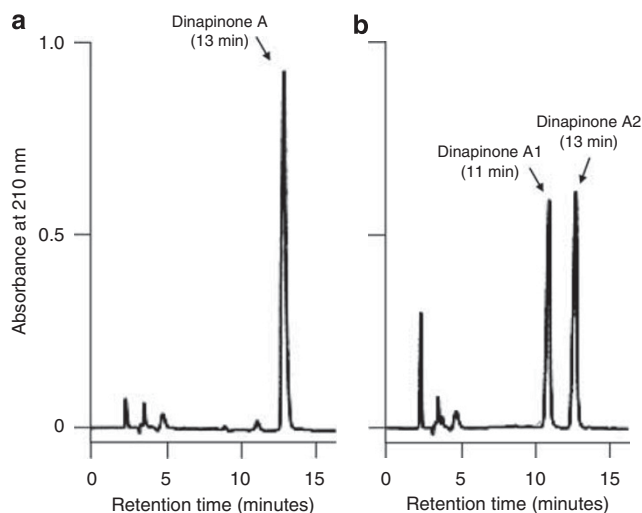 a
Dinapinone A
(13 min)
1.0
0.5
0
Absorbance at 210 nm
0 5 10 15
Retention time (minutes)
b
Dinapinone A2
(13 min)
Dinapinone A1
(11 min)
0 5 10 15
Retention time (minutes)